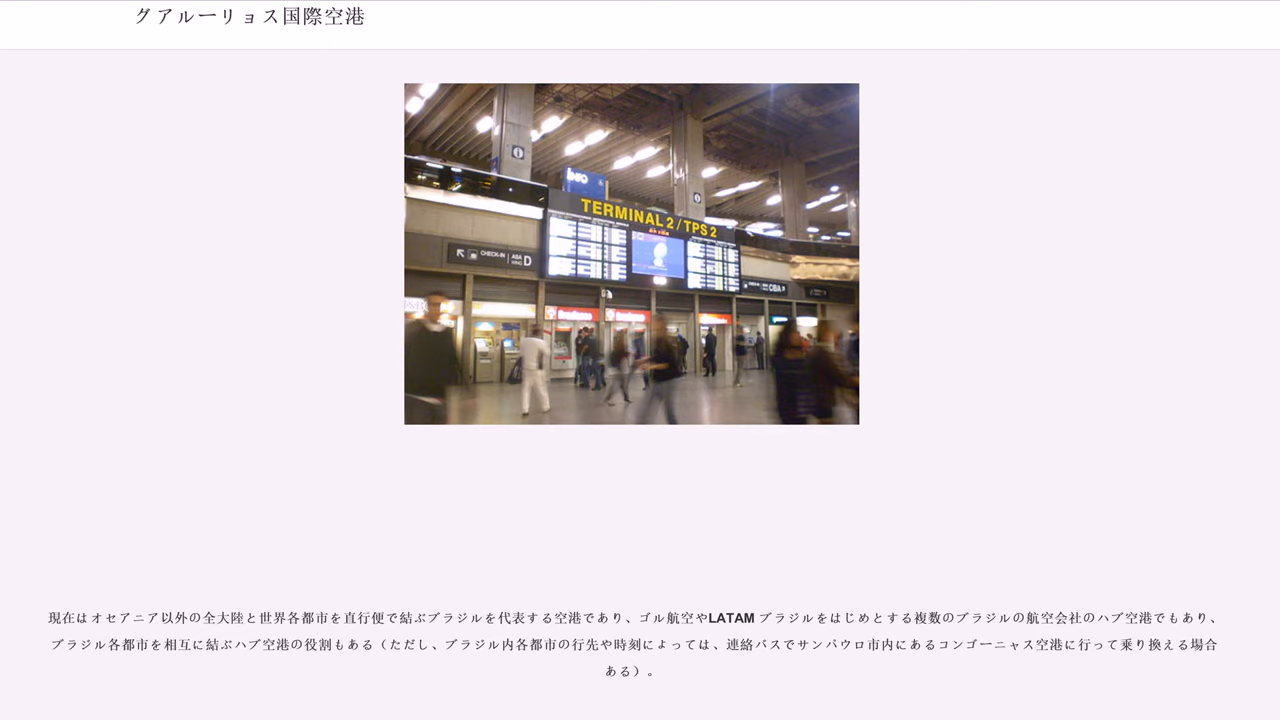 グアルーリョス国際空港
info
TERMINAL 2 / TPS 2
CHECK-IN
ASA
D
現在はオセアニア以外の全大陸と世界各都市を直行便で結ぶブラジルを代表する空港であり、ゴル航空やLATAM ブラジルをはじめとする複数のブラジルの航空会社のハブ空港でもあり、
ブラジル各都市を相互に結ぶハブ空港の役割もある（ただし、ブラジル内各都市の行先や時刻によっては、連絡バスでサンパウロ市内にあるコンゴーニャス空港に行って乗り換える場合
ある）。